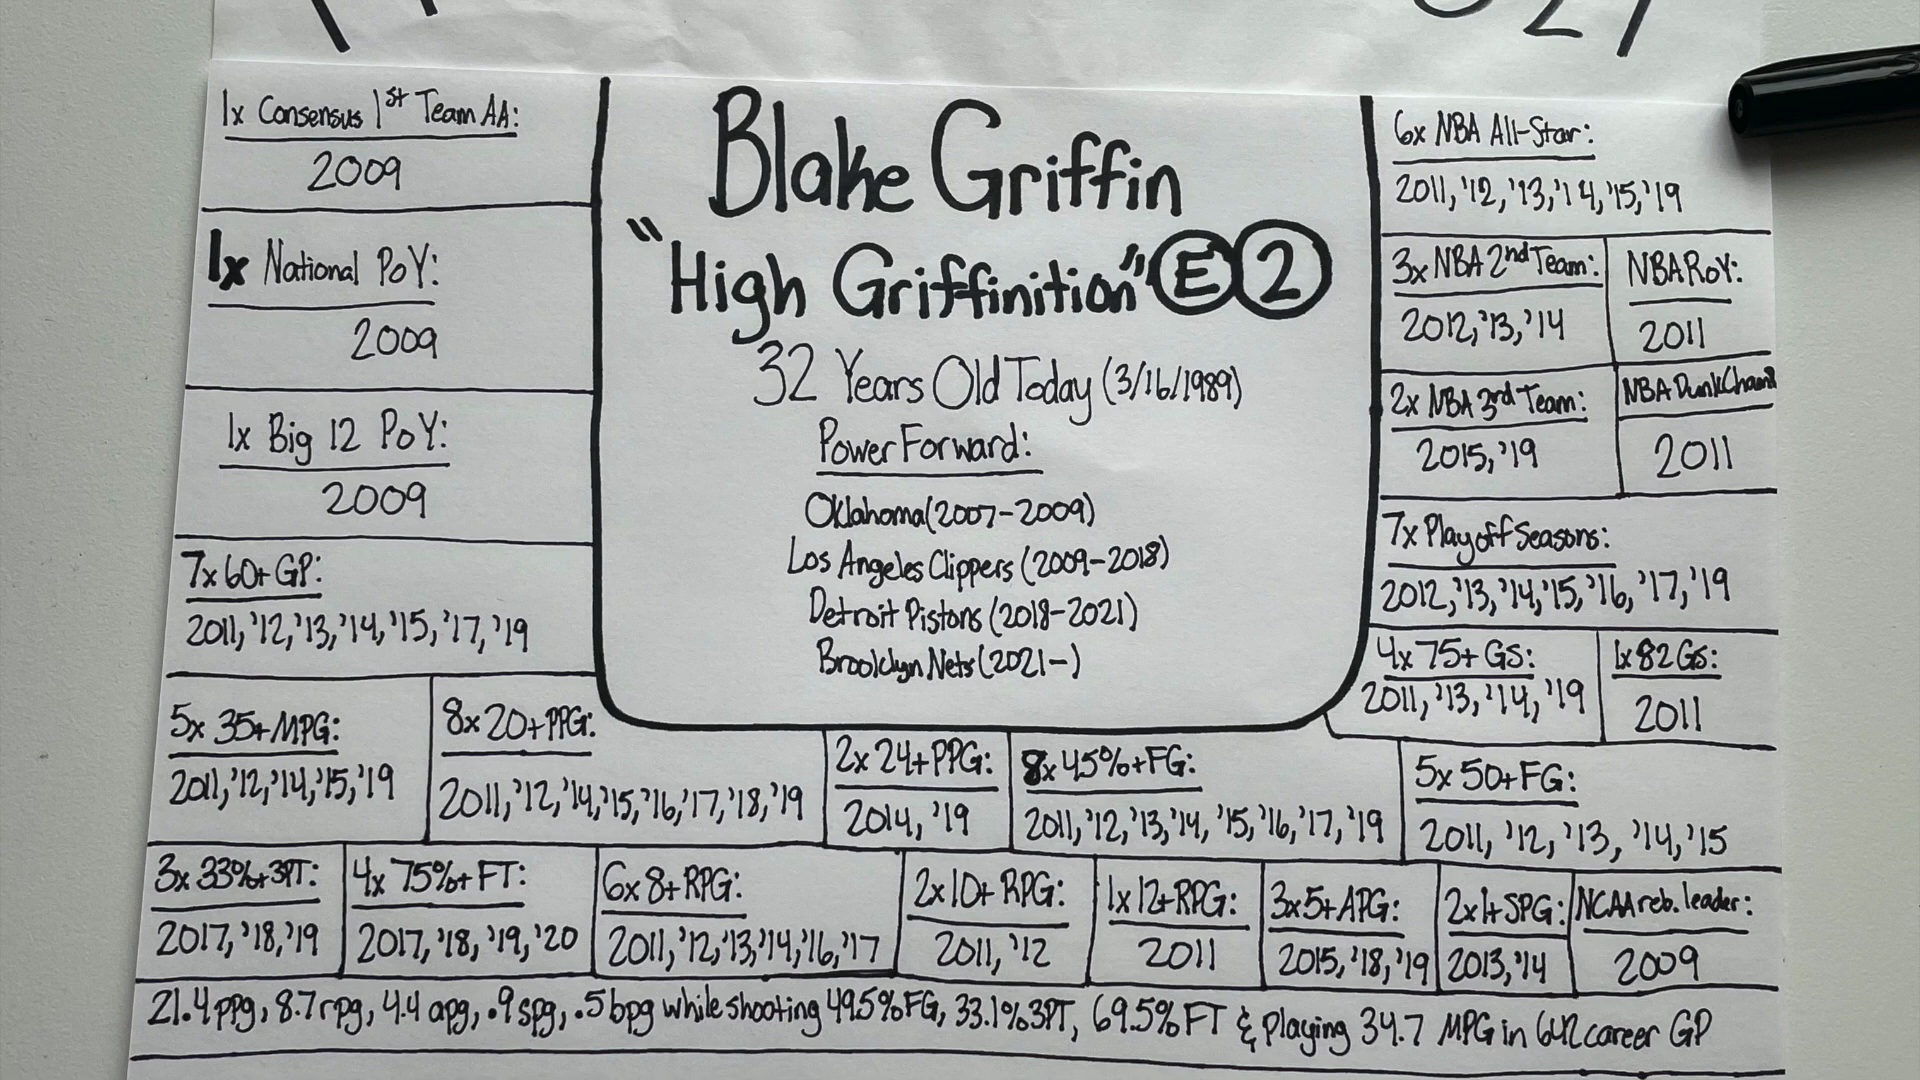 1x Consensus 1st Team AA:
2009
1x National PoY:
2009
1x Big 12 PoY:
2009
7x 60+ GP:
2011, '12, '13, '14, '15, '17, '19
Blake Griffin
"High Griffinition" E 2
32 Years Old Today (3/16/1989)
Power Forward:
Oklahoma (2007-2009)
Los Angeles Clippers (2009-2018)
Detroit Pistons (2018-2021)
Brooklyn Nets (2021-)
6x NBA All-Star:
2011, '12, '13, '14, '15, '19
3x NBA 2nd Team:
2012, '13, '14
NBA RoY:
2011
2x NBA 3rd Team:
2015, '19
NBA Dunk Champ
2011
7x Playoff Seasons:
2012, '13, '14, '15, '16, '17, '19
4x 75+ GS:
2011, '13, '14, '19
1x 82 GS:
2011
5x 35+ MPG:
2011, '12, '14, '15, '19
8x 20+ PPG:
2011, '12, '14, '15, '16, '17, '18, '19
2x 24+ PPG:
2014, '19
8x 45%+ FG:
2011, '12, '13, '14, '15, '16, '17, '19
5x 50+ FG:
2011, '12, '13, '14, '15
3x 33%+ 3PT:
2017, '18, '19
4x 75%+ FT:
2017, '18, '19, '20
6x 8+ RPG:
2011, '12, '13, '14, '16, '17
2x 10+ RPG:
2011, '12
1x 12+ RPG:
2011
3x 5+ APG:
2015, '18, '19
2x 1+ SPG:
2013, '14
NCAA reb. leader:
2009
21.4 ppg, 8.7 rpg, 4.4 apg, .9 spg, .5 bpg while shooting 49.5% FG, 33.1% 3PT, 69.5% FT & playing 34.7 MPG in 642 career GP